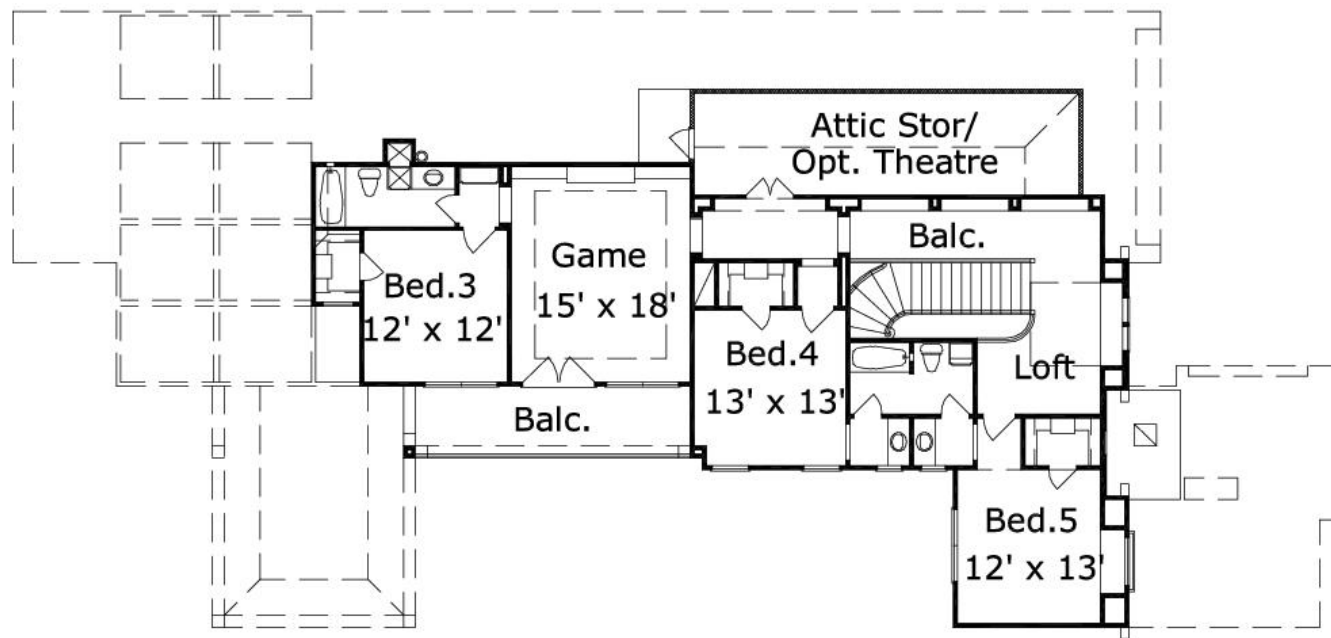 Attic Stor/
Opt. Theatre
Balc.
Game
15' x 18'
Bed.3
12' x 12'
Bed.4
13' x 13'
Loft
Balc.
Bed.5
12' x 13'